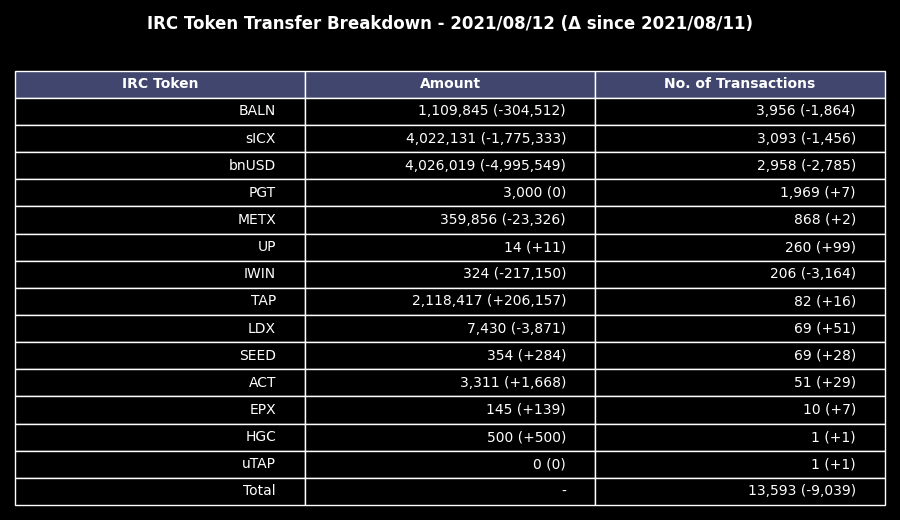 IRC Token Transfer Breakdown - 2021/08/12 (Δ since 2021/08/11)
IRC Token Amount No. of Transactions
BALN 1,109,845 (-304,512) 3,956 (-1,864)
sICX 4,022,131 (-1,775,333) 3,093 (-1,456)
bnUSD 4,026,019 (-4,995,549) 2,958 (-2,785)
PGT 3,000 (0) 1,969 (+7)
METX 359,856 (-23,326) 868 (+2)
UP 14 (+11) 260 (+99)
IWIN 324 (-217,150) 206 (-3,164)
TAP 2,118,417 (+206,157) 82 (+16)
LDX 7,430 (-3,871) 69 (+51)
SEED 354 (+284) 69 (+28)
ACT 3,311 (+1,668) 51 (+29)
EPX 145 (+139) 10 (+7)
HGC 500 (+500) 1 (+1)
uTAP 0 (0) 1 (+1)
Total - 13,593 (-9,039)